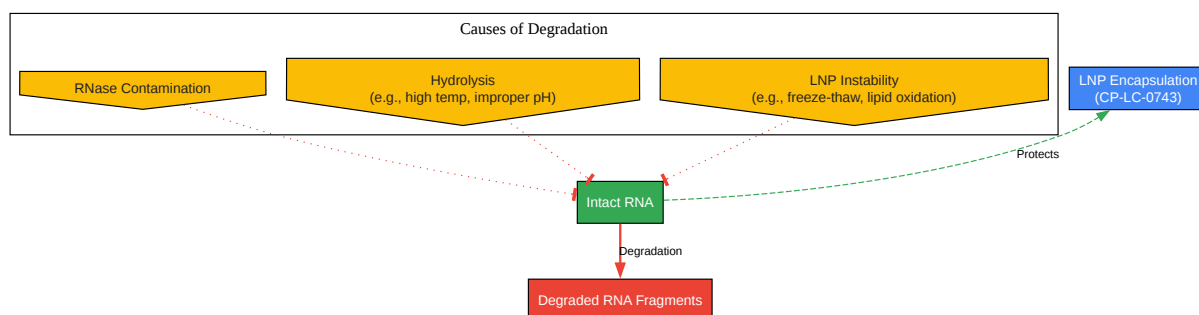 Causes of Degradation
RNase Contamination
Hydrolysis
(e.g., high temp, improper pH)
LNP Instability
(e.g., freeze-thaw, lipid oxidation)
LNP Encapsulation
(CP-LC-0743)
Protects
Intact RNA
Degradation
Degraded RNA Fragments